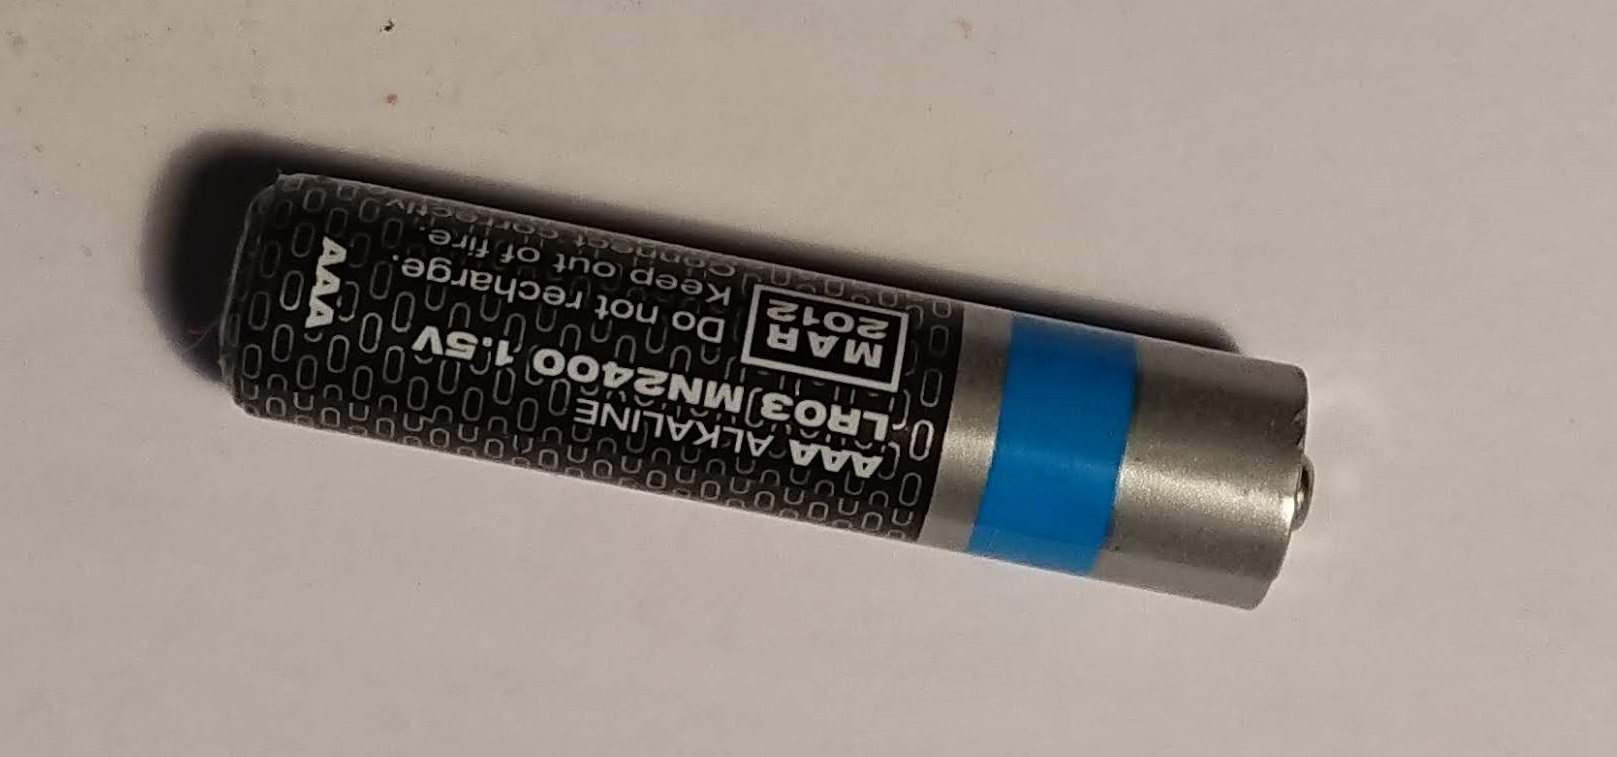 AAA ALKALINE
LR03 MN2400 1.5V
MAR
2012
Do not recharge.
Keep out of fire.
AAA